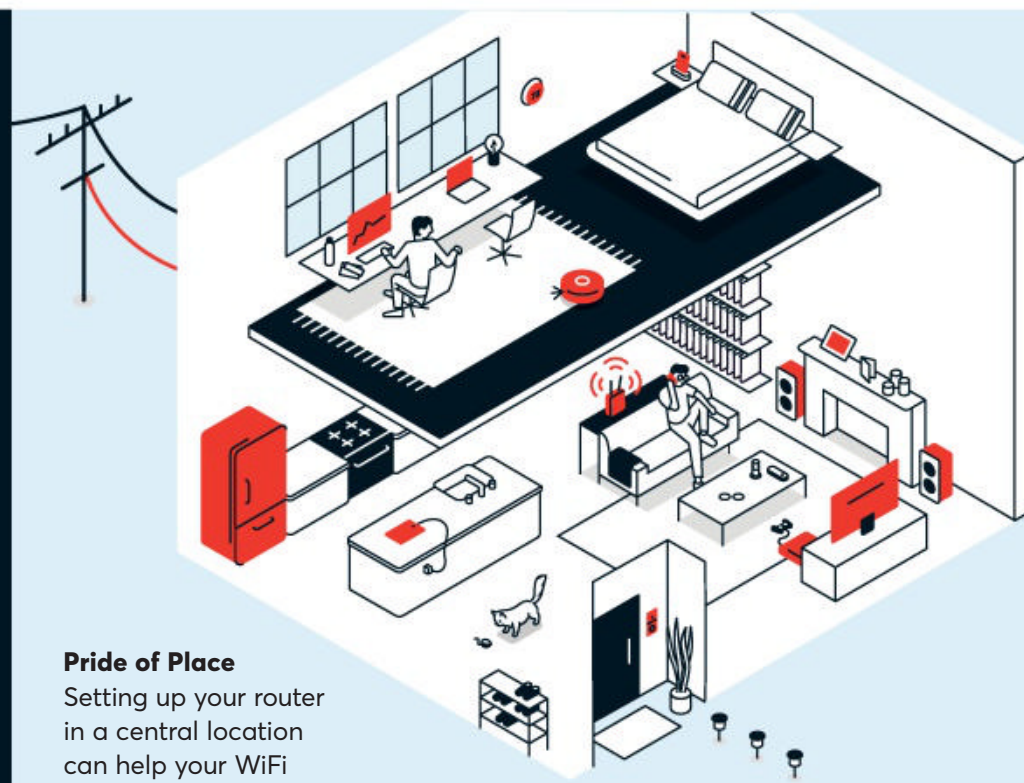 Pride of Place
Setting up your router
in a central location
can help your WiFi